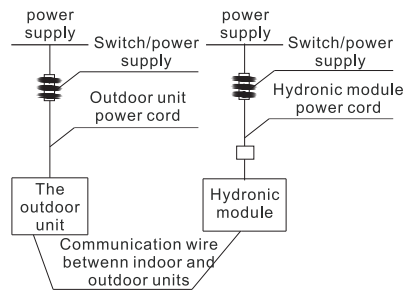 power
supply
power
supply
Switch/power
supply
Switch/power
supply
Outdoor unit
power cord
Hydronic module
power cord
The
outdoor
unit
Hydronic
module
Communication wire
betwenn indoor and
outdoor units